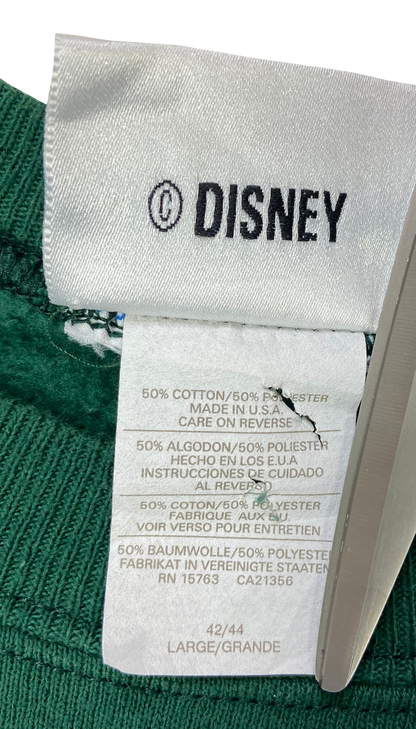 © DISNEY
50% COTTON/50% POLYESTER
MADE IN U.S.A.
CARE ON REVERSE
50% ALGODON/50% POLIESTER
HECHO EN LOS E.U.A
INSTRUCCIONES DE CUIDADO
AL REVERSO
50% COTON/50% POLYESTER
FABRIQUE AUX E.U.
VOIR VERSO POUR ENTRETIEN
50% BAUMWOLLE/50% POLYESTER
FABRIKAT IN VEREINIGTE STAATEN
RN 15763 CA21356
42/44
LARGE/GRANDE